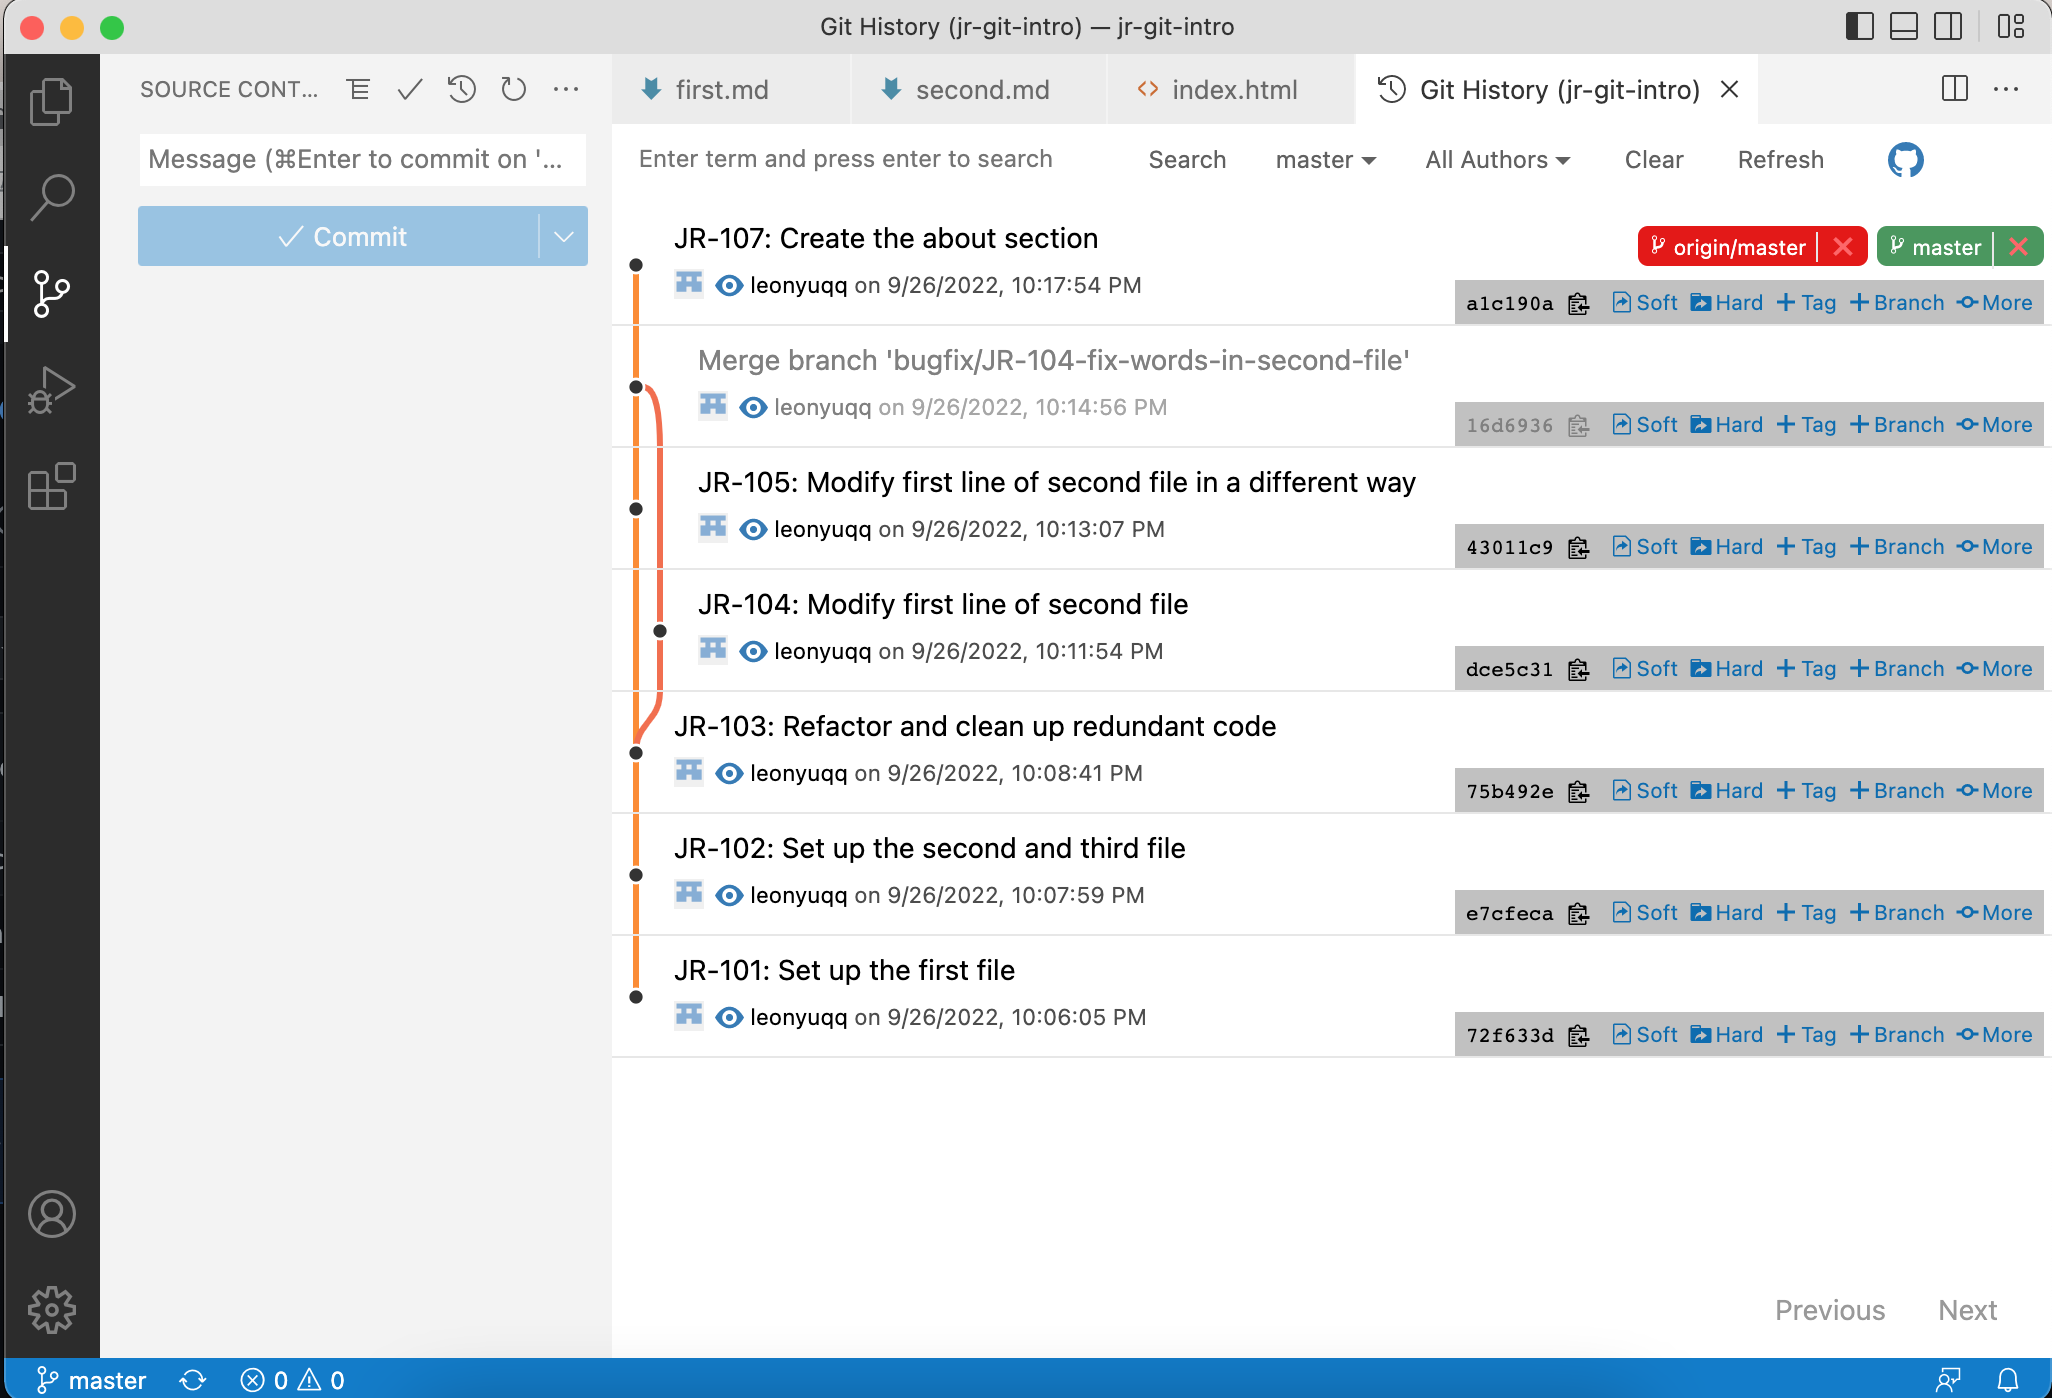 Git History (jr-git-intro) — jr-git-intro
SOURCE CONT...
first.md
second.md
index.html
Git History (jr-git-intro)
Message (⌘Enter to commit on '...
Commit
Enter term and press enter to search
Search
master
All Authors
Clear
Refresh
JR-107: Create the about section
origin/master
master
leonyuqq on 9/26/2022, 10:17:54 PM
a1c190a Soft Hard + Tag + Branch More
Merge branch 'bugfix/JR-104-fix-words-in-second-file'
leonyuqq on 9/26/2022, 10:14:56 PM
16d6936 Soft Hard + Tag + Branch More
JR-105: Modify first line of second file in a different way
leonyuqq on 9/26/2022, 10:13:07 PM
43011c9 Soft Hard + Tag + Branch More
JR-104: Modify first line of second file
leonyuqq on 9/26/2022, 10:11:54 PM
dce5c31 Soft Hard + Tag + Branch More
JR-103: Refactor and clean up redundant code
leonyuqq on 9/26/2022, 10:08:41 PM
75b492e Soft Hard + Tag + Branch More
JR-102: Set up the second and third file
leonyuqq on 9/26/2022, 10:07:59 PM
e7cfeca Soft Hard + Tag + Branch More
JR-101: Set up the first file
leonyuqq on 9/26/2022, 10:06:05 PM
72f633d Soft Hard + Tag + Branch More
Previous
Next
master 0 0